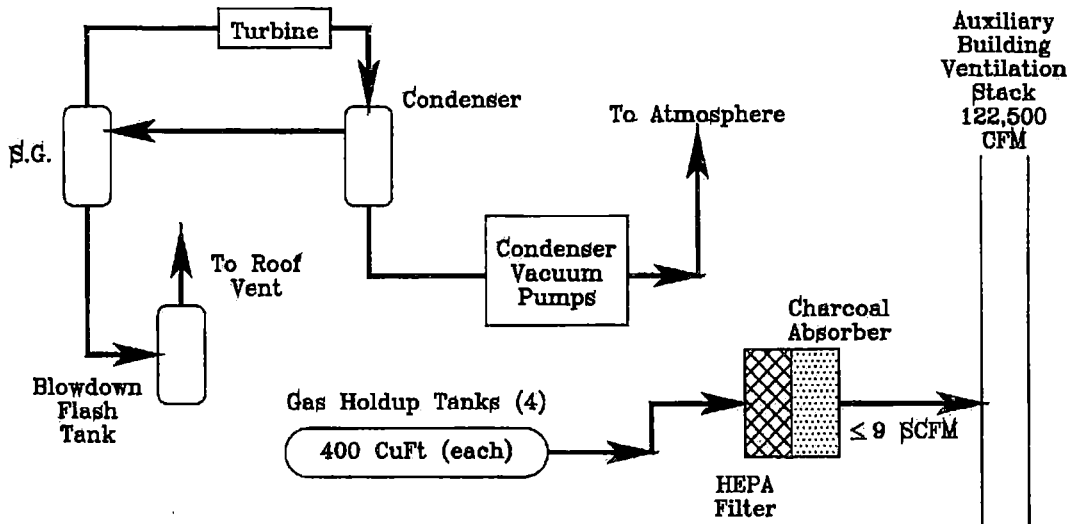 Turbine
Auxiliary
Building
Ventilation
Stack
122,500
CFM
Condenser
To Atmosphere
S.G.
To Roof
Vent
Condenser
Vacuum
Pumps
Charcoal
Absorber
Blowdown
Flash
Tank
Gas Holdup Tanks (4)
400 CuFt (each)
≤ 9 SCFM
HEPA
Filter